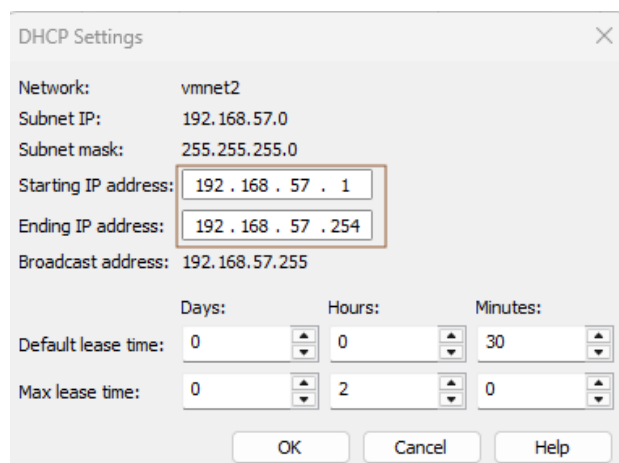 DHCP Settings
Network: vmnet2
Subnet IP: 192.168.57.0
Subnet mask: 255.255.255.0
Starting IP address: 192 . 168 . 57 . 1
Ending IP address: 192 . 168 . 57 . 254
Broadcast address: 192.168.57.255
Days: Hours: Minutes:
Default lease time: 0 0 30
Max lease time: 0 2 0
OK Cancel Help